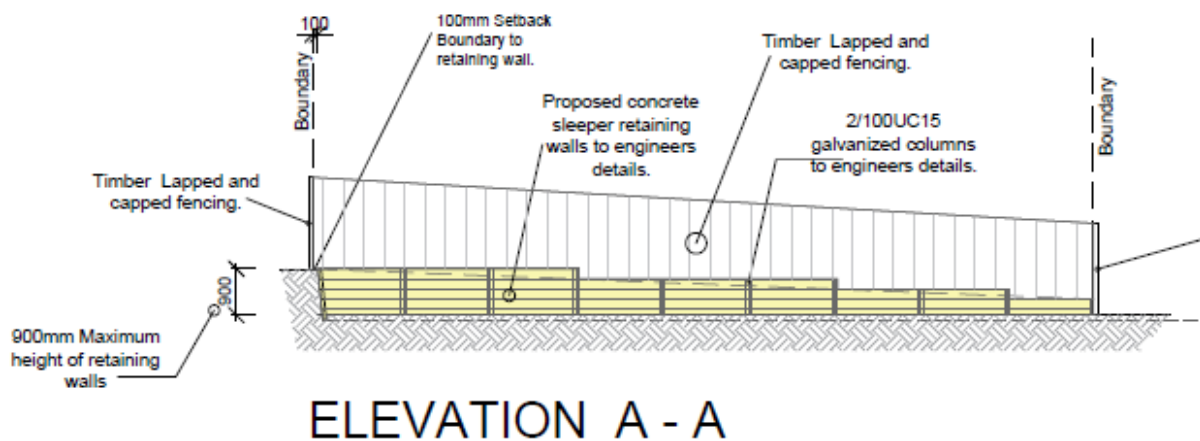 100
100mm Setback
Boundary to
retaining wall.
Boundary
Timber Lapped and
capped fencing.
Proposed concrete
sleeper retaining
walls to engineers
details.
2/100UC15
galvanized columns
to engineers details.
Boundary
Timber Lapped and
capped fencing.
900
900mm Maximum
height of retaining
walls
ELEVATION A - A